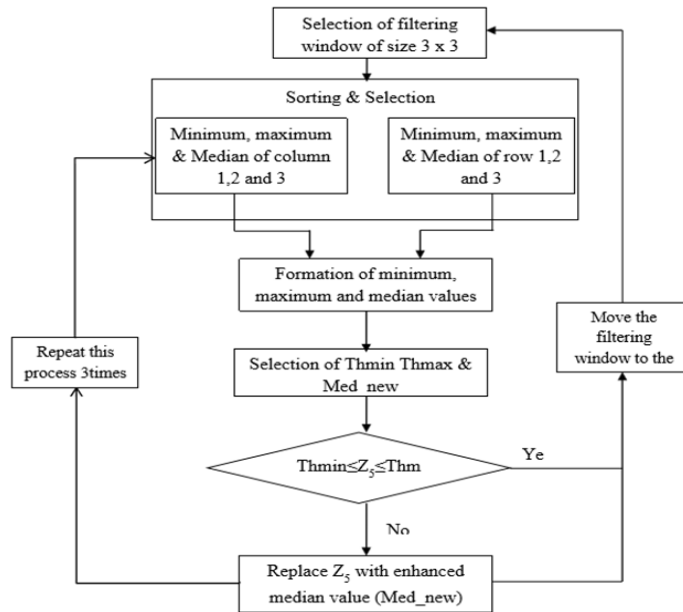 Selection of filtering
window of size 3 x 3
Sorting & Selection
Minimum, maximum
& Median of column
1,2 and 3
Minimum, maximum
& Median of row 1,2
and 3
Formation of minimum,
maximum and median values
Move the
filtering
window to the
Repeat this
process 3times
Selection of Thmin Thmax &
Med_new
Thmin≤Z₅≤Thm
Ye
No
Replace Z₅ with enhanced
median value (Med_new)